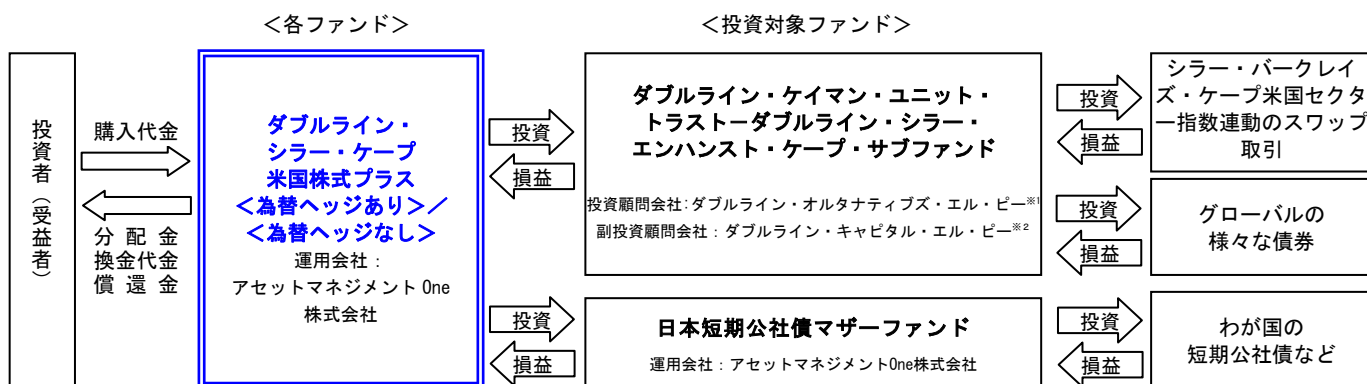 ＜各ファンド＞
＜投資対象ファンド＞
投資者（受益者）
購入代金
分配金
換金代金
償還金
ダブルライン・
シラー・ケープ
米国株式プラス
＜為替ヘッジあり＞／
＜為替ヘッジなし＞
運用会社：
アセットマネジメント One
株式会社
投資
損益
ダブルライン・ケイマン・ユニット・
トラスト－ダブルライン・シラー・
エンハンスト・ケープ・サブファンド
投資顧問会社：ダブルライン・オルタナティブズ・エル・ピー※1
副投資顧問会社：ダブルライン・キャピタル・エル・ピー※2
投資
損益
シラー・バークレイ
ズ・ケープ米国セクタ
ー指数連動のスワップ
取引
投資
損益
グローバルの
様々な債券
投資
損益
日本短期公社債マザーファンド
運用会社：アセットマネジメントOne株式会社
投資
損益
わが国の
短期公社債など